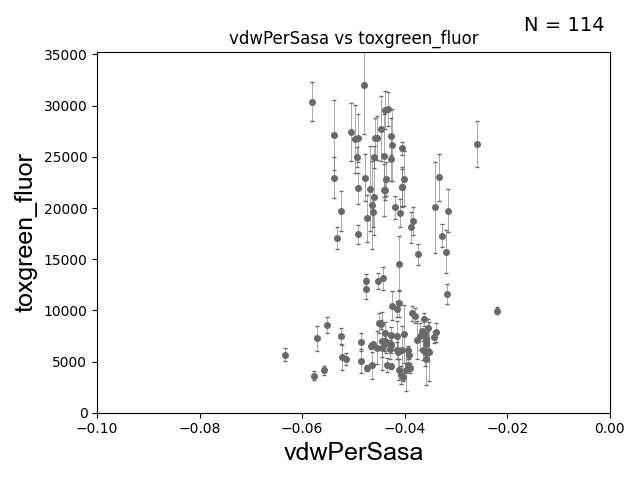 N = 114
vdwPerSasa vs toxgreen_fluor
35000
30000
25000
20000
15000
10000
5000
0
toxgreen_fluor
−0.10 −0.08 −0.06 −0.04 −0.02 0.00
vdwPerSasa